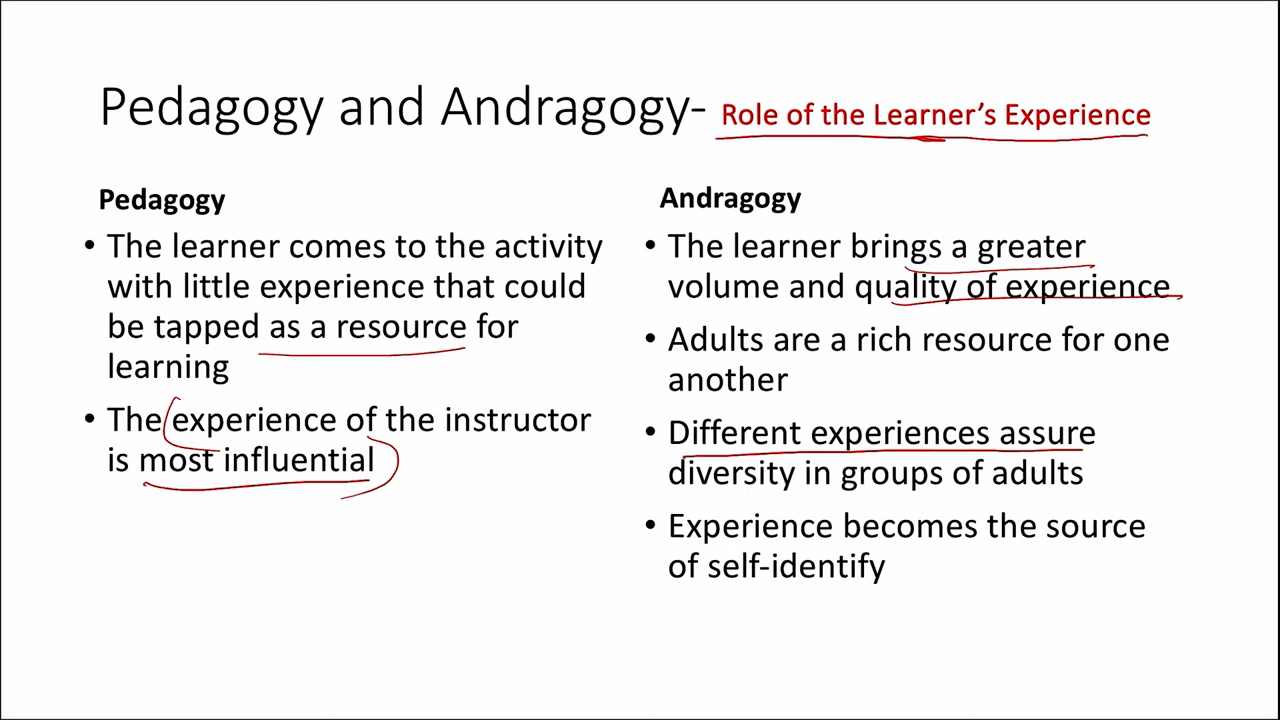 Pedagogy and Andragogy- Role of the Learner's Experience
Pedagogy
• The learner comes to the activity
with little experience that could
be tapped as a resource for
learning
• The experience of the instructor
is most influential
Andragogy
• The learner brings a greater
volume and quality of experience
• Adults are a rich resource for one
another
• Different experiences assure
diversity in groups of adults
• Experience becomes the source
of self-identify